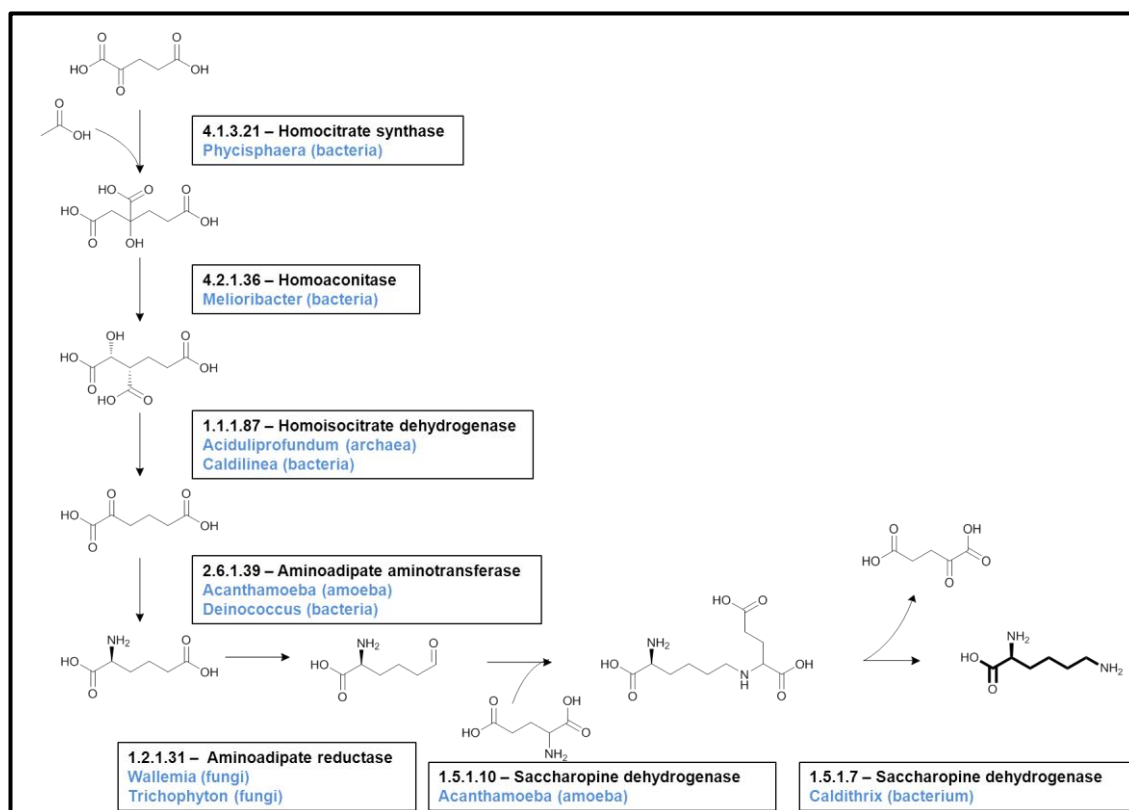 O O
HO OH
O
O
OH
4.1.3.21 – Homocitrate synthase
Phycisphaera (bacteria)
HO O O
HO OH
O OH
4.2.1.36 – Homoaconitase
Melioribacter (bacteria)
OH O
HO OH
O
HO O
1.1.1.87 – Homoisocitrate dehydrogenase
Aciduliprofundum (archaea)
Caldilinea (bacteria)
O O
HO OH
O
2.6.1.39 – Aminoadipate aminotransferase
Acanthamoeba (amoeba)
Deinococcus (bacteria)
NH2 O
HO OH
O
NH2 O
HO
O
1.2.1.31 – Aminoadipate reductase
Wallemia (fungi)
Trichophyton (fungi)
O OH
HO O
NH2
1.5.1.10 – Saccharopine dehydrogenase
Acanthamoeba (amoeba)
HO O
NH2
HO OH
O N O
H
O OH
HO O
O
NH2
HO NH2
O
1.5.1.7 – Saccharopine dehydrogenase
Caldithrix (bacterium)